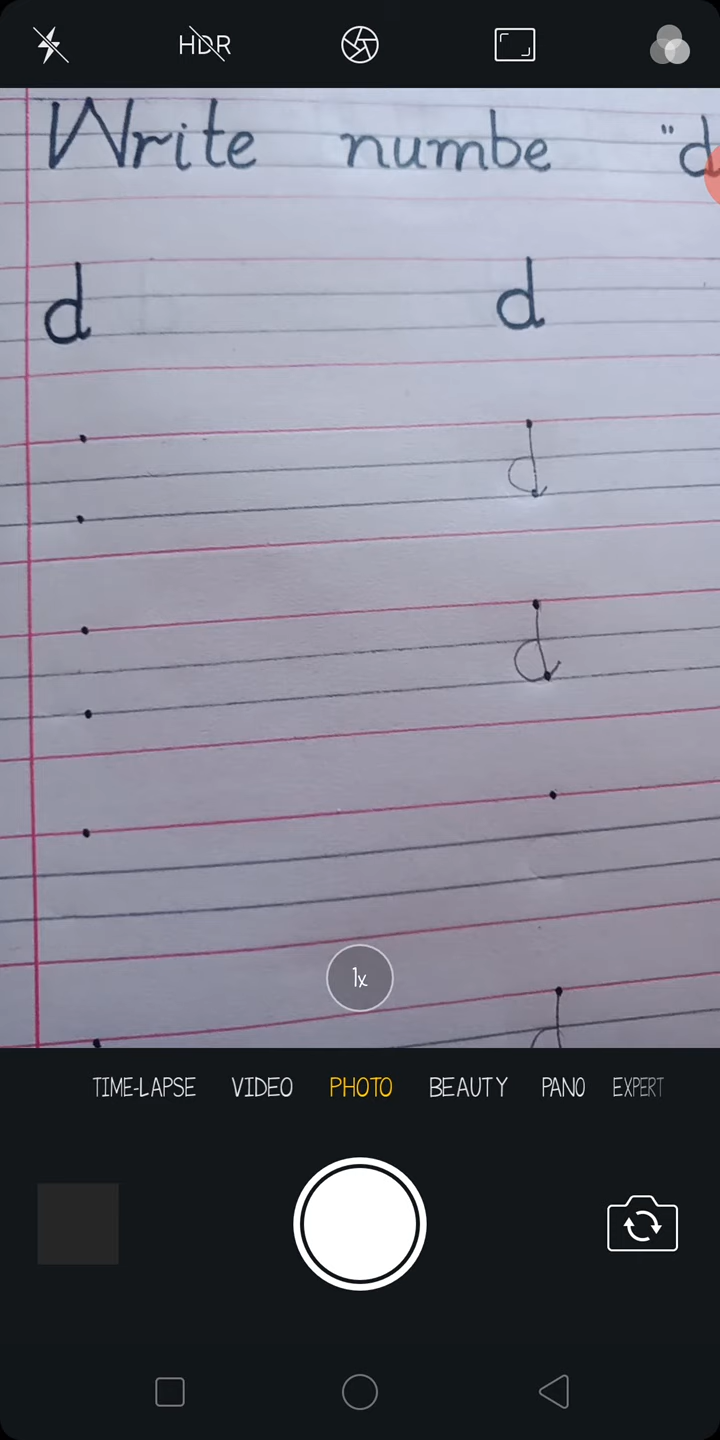 HDR
Write numbe "d
d d
d
d
1x
d
TIME-LAPSE VIDEO PHOTO BEAUTY PANO EXPERT